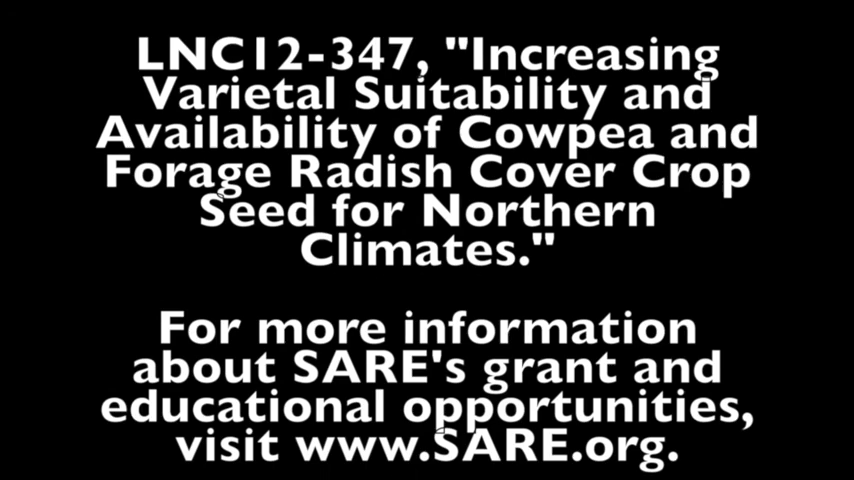 LNC12-347, "Increasing
Varietal Suitability and
Availability of Cowpea and
Forage Radish Cover Crop
Seed for Northern
Climates."
For more information
about SARE's grant and
educational opportunities,
visit www.SARE.org.